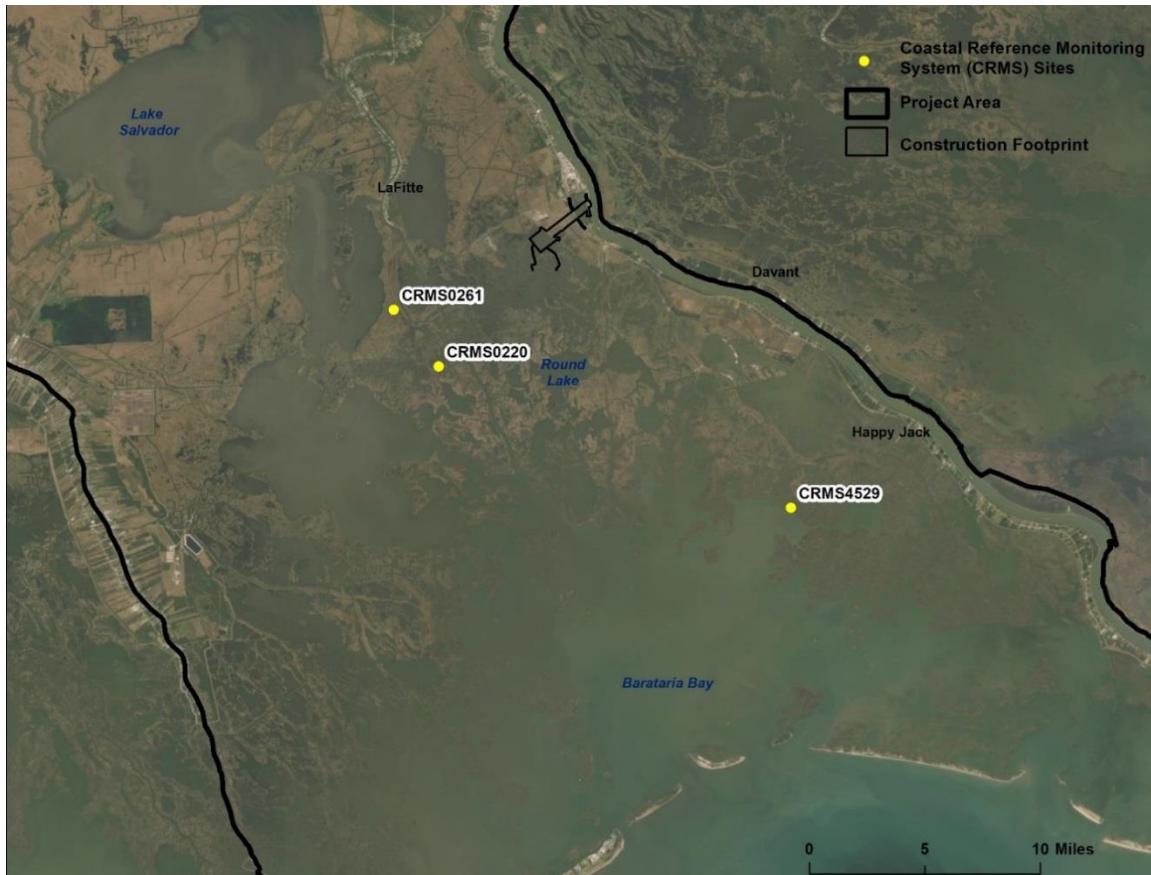 Coastal Reference Monitoring
System (CRMS) Sites
Project Area
Construction Footprint
Lake
Salvador
LaFitte
Davant
CRMS0261
CRMS0220
Round
Lake
Happy Jack
CRMS4529
Barataria Bay
0 5 10 Miles